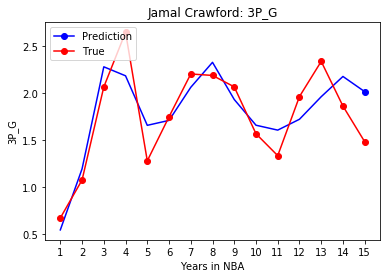 Jamal Crawford: 3P_G
Prediction
True
2.5
2.0
1.5
1.0
0.5
3P_G
1 2 3 4 5 6 7 8 9 10 11 12 13 14 15
Years in NBA